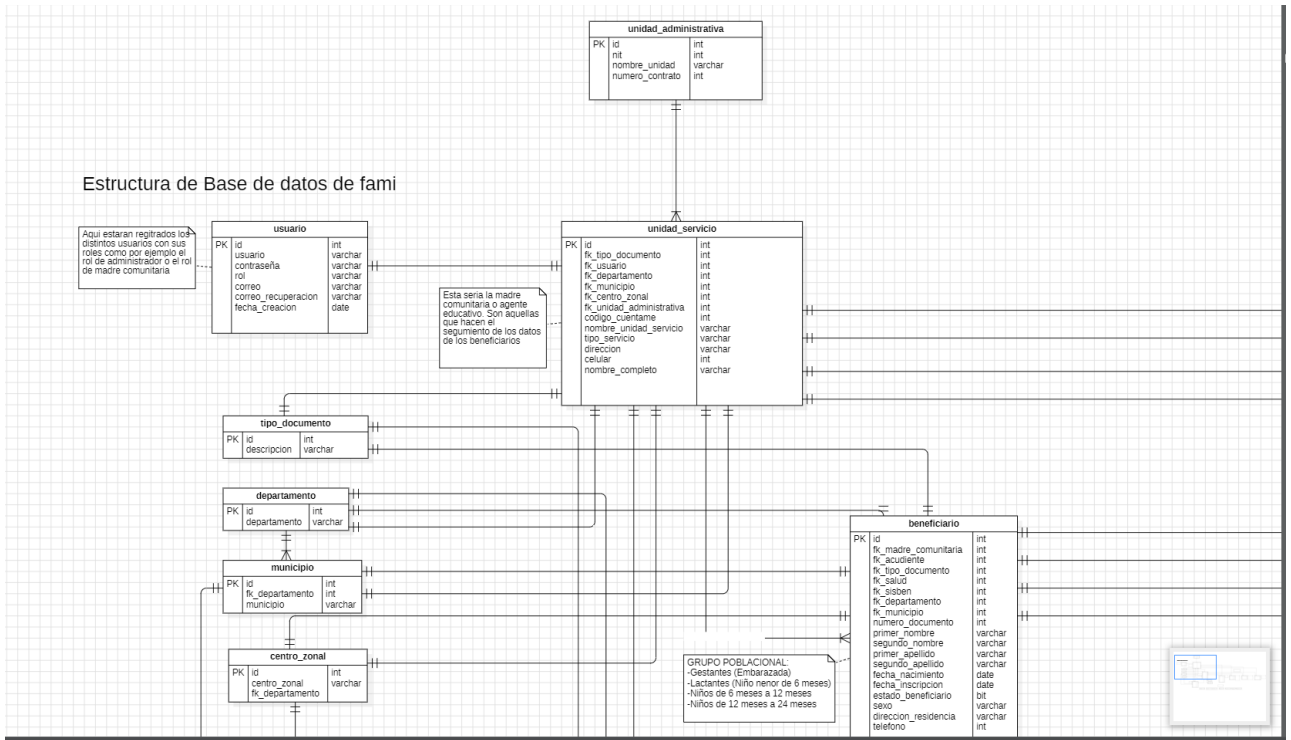 unidad_administrativa
PK id int
nit int
nombre_unidad varchar
numero_contrato int
Estructura de Base de datos de fami
Aqui estaran regitrados los
distintos usuarios con sus
roles como por ejemplo el
rol de administrador o el rol
de madre comunitaria
usuario
PK id int
usuario varchar
contraseña varchar
rol varchar
correo varchar
correo_recuperacion varchar
fecha_creacion date
Esta seria la madre
comunitaria o agente
educativo. Son aquellas
que hacen el
segumiento de los datos
de los beneficiarios
unidad_servicio
PK id int
fk_tipo_documento int
fk_usuario int
fk_departamento int
fk_municipio int
fk_centro_zonal int
fk_unidad_administrativa int
codigo_cuentame int
nombre_unidad_servicio varchar
tipo_servicio varchar
direccion varchar
celular int
nombre_completo varchar
tipo_documento
PK id int
descripcion varchar
departamento
PK id int
departamento varchar
municipio
PK id int
fk_departamento int
municipio varchar
centro_zonal
PK id int
centro_zonal varchar
fk_departamento
GRUPO POBLACIONAL:
-Gestantes (Embarazada)
-Lactantes (Niño nenor de 6 meses)
-Niños de 6 meses a 12 meses
-Niños de 12 meses a 24 meses
beneficiario
PK id int
fk_madre_comunitaria int
fk_acudiente int
fk_tipo_documento int
fk_salud int
fk_sisben int
fk_departamento int
fk_municipio int
numero_documento int
primer_nombre varchar
segundo_nombre varchar
primer_apellido varchar
segundo_apellido varchar
fecha_nacimiento date
fecha_inscripcion date
estado_beneficiario bit
sexo varchar
direccion_residencia varchar
telefono int